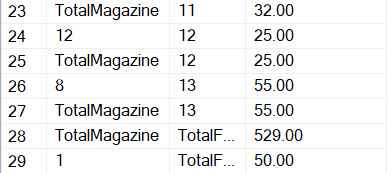 23 TotalMagazine 11 32.00
24 12 12 25.00
25 TotalMagazine 12 25.00
26 8 13 55.00
27 TotalMagazine 13 55.00
28 TotalMagazine TotalF... 529.00
29 1 TotalF... 50.00